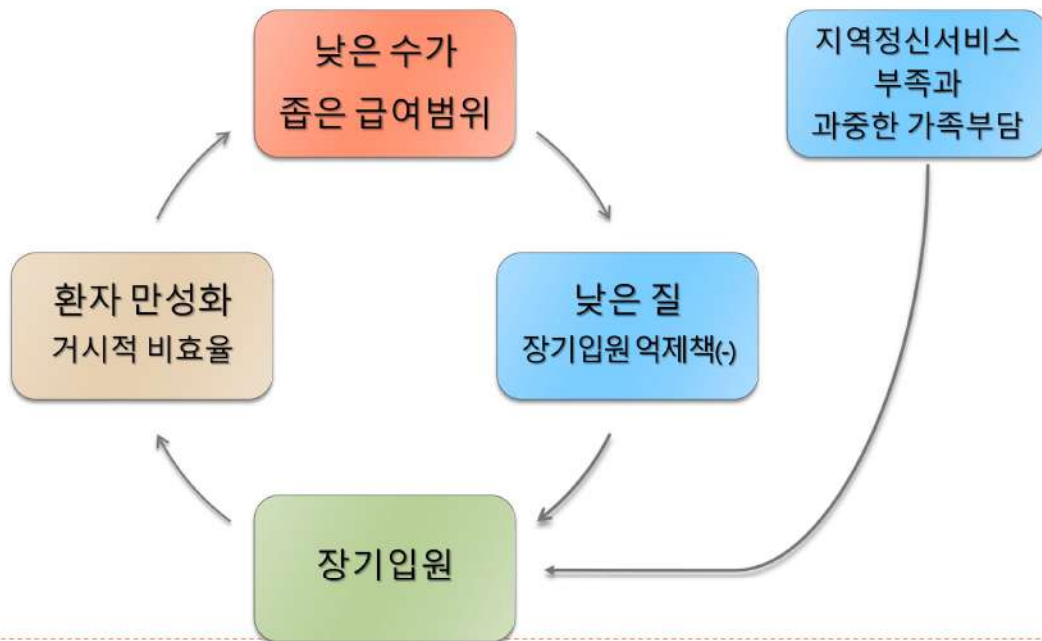 낮은 수가
좁은 급여범위
지역정신서비스
부족과
과중한 가족부담
환자 만성화
거시적 비효율
낮은 질
장기입원 억제책(-)
장기입원